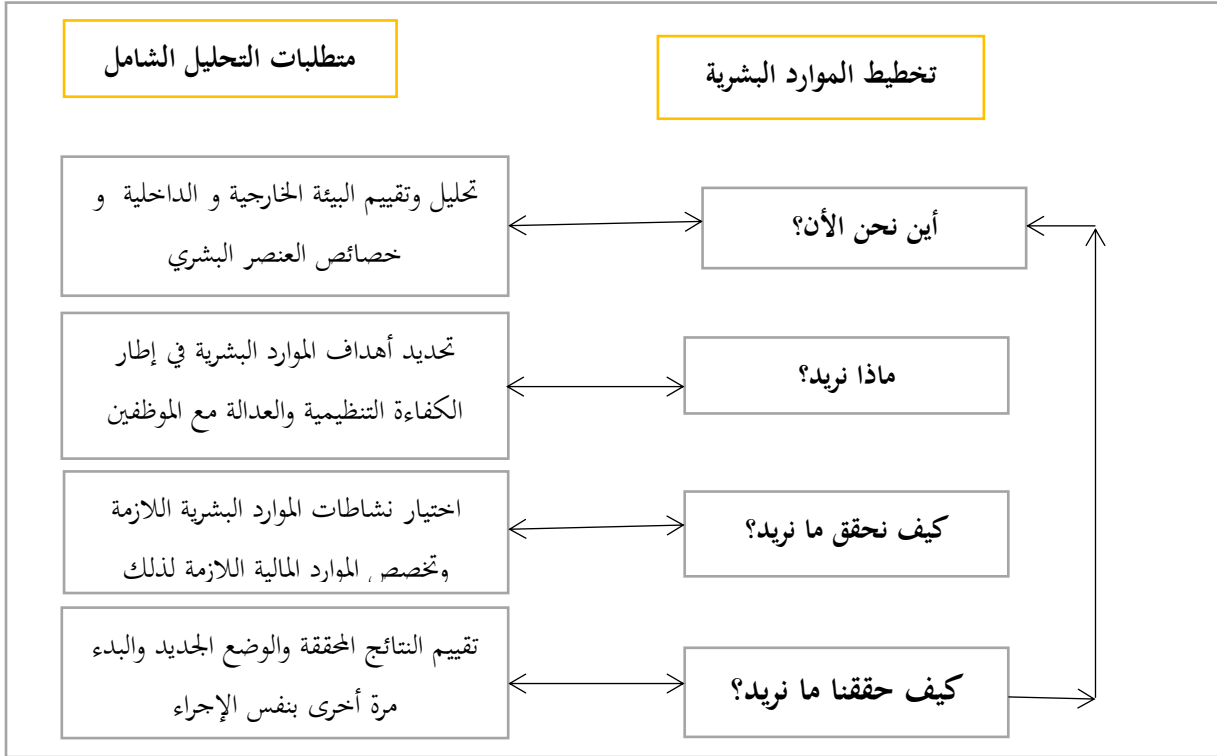 تخطيط الموارد البشرية
متطلبات التحليل الشامل
أين نحن الأن؟
تحليل وتقييم البيئة الخارجية و الداخلية و
خصائص العنصر البشري
ماذا نريد؟
تحديد أهداف الموارد البشرية في إطار
الكفاءة التنظيمية والعدالة مع الموظفين
كيف نحقق ما نريد؟
اختيار نشاطات الموارد البشرية اللازمة
وتخصص الموارد المالية اللازمة لذلك
كيف حققنا ما نريد؟
تقييم النتائج المحققة والوضع الجديد والبدء
مرة أخرى بنفس الإجراء